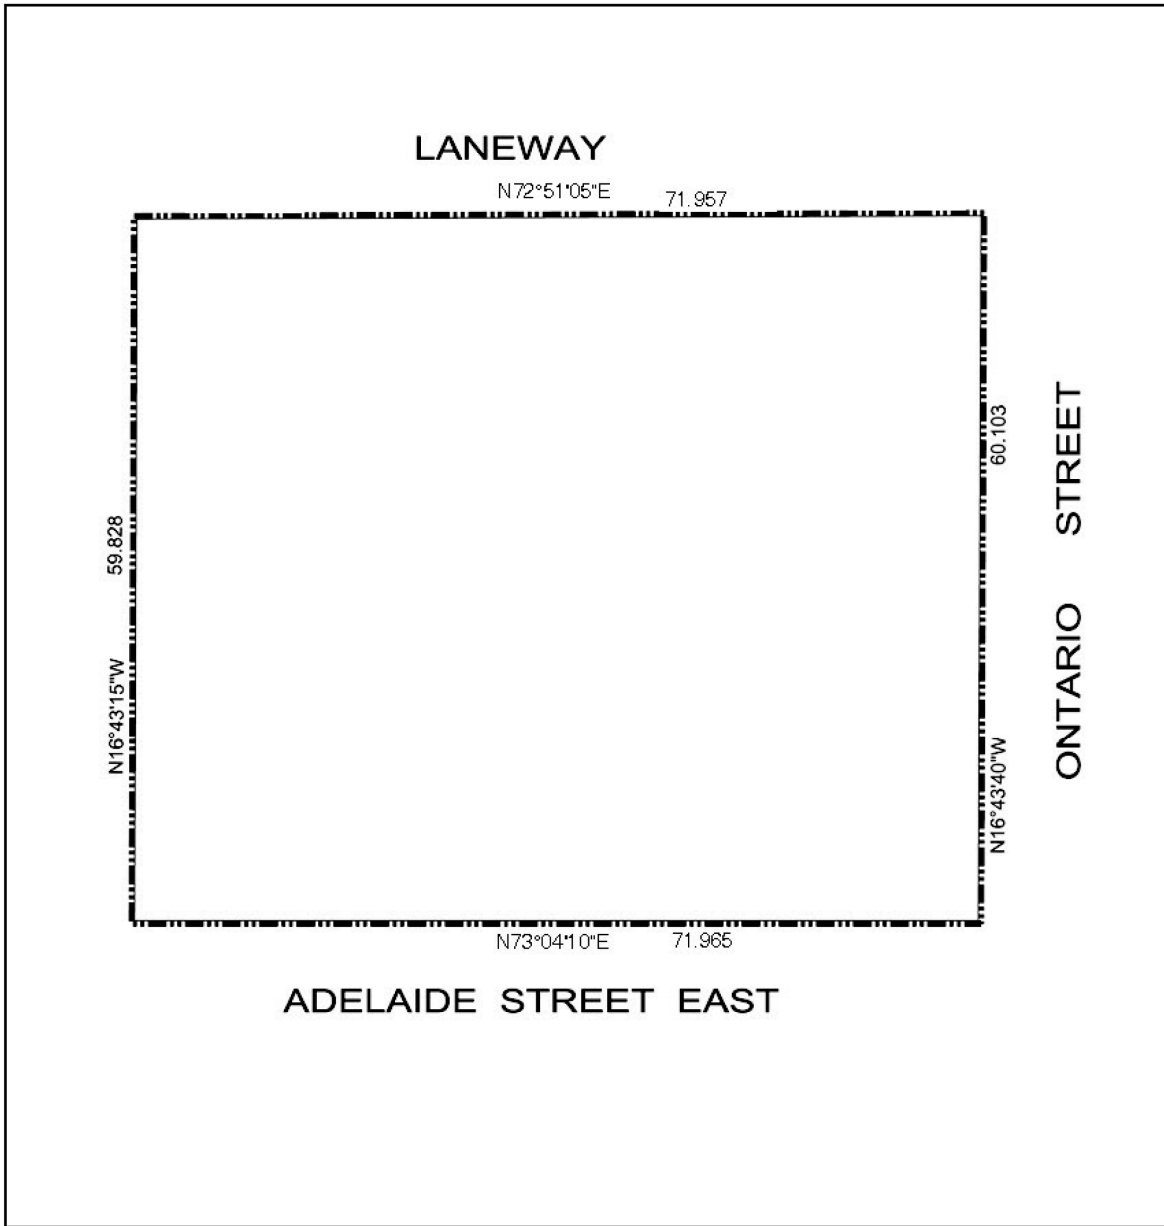 LANEWAY
N72°51'05"E 71.957
59.828
N16°43'15"W
60.103
N16°43'40"W
ONTARIO STREET
N73°04'10"E 71.965
ADELAIDE STREET EAST